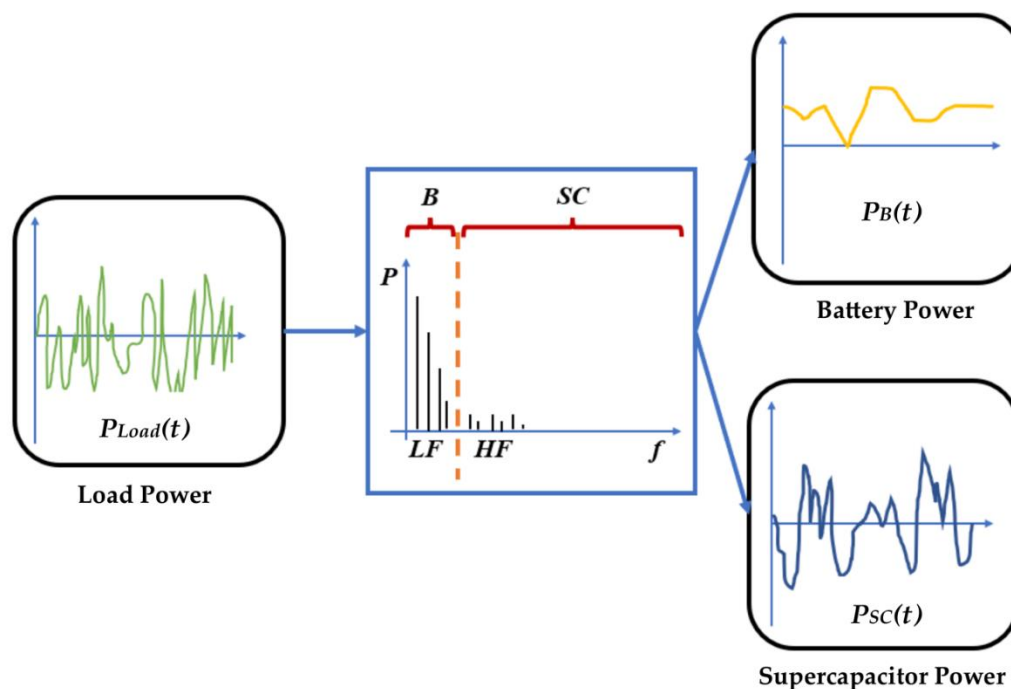 PLoad(t)
Load Power
B
SC
P
LF
HF
f
PB(t)
Battery Power
PSC(t)
Supercapacitor Power